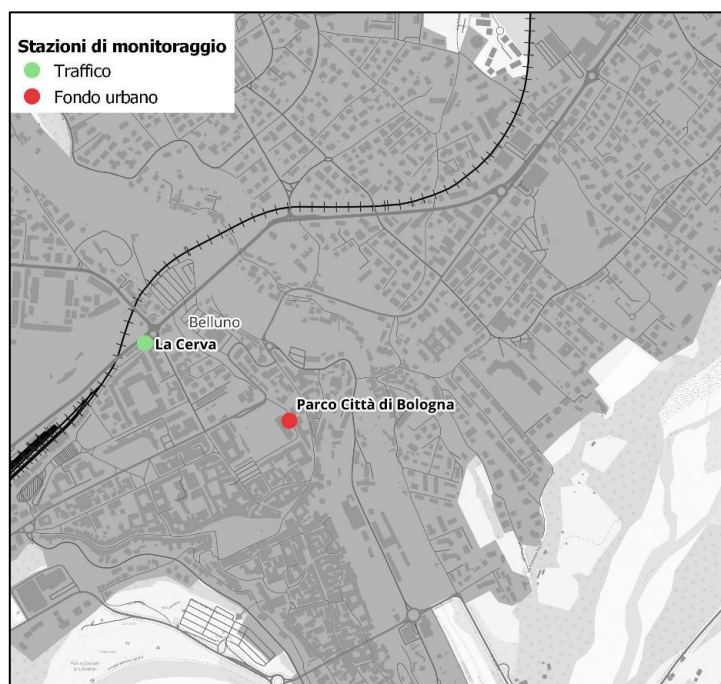 Stazioni di monitoraggio
Traffico
Fondo urbano
Belluno
La Cerva
Parco Città di Bologna